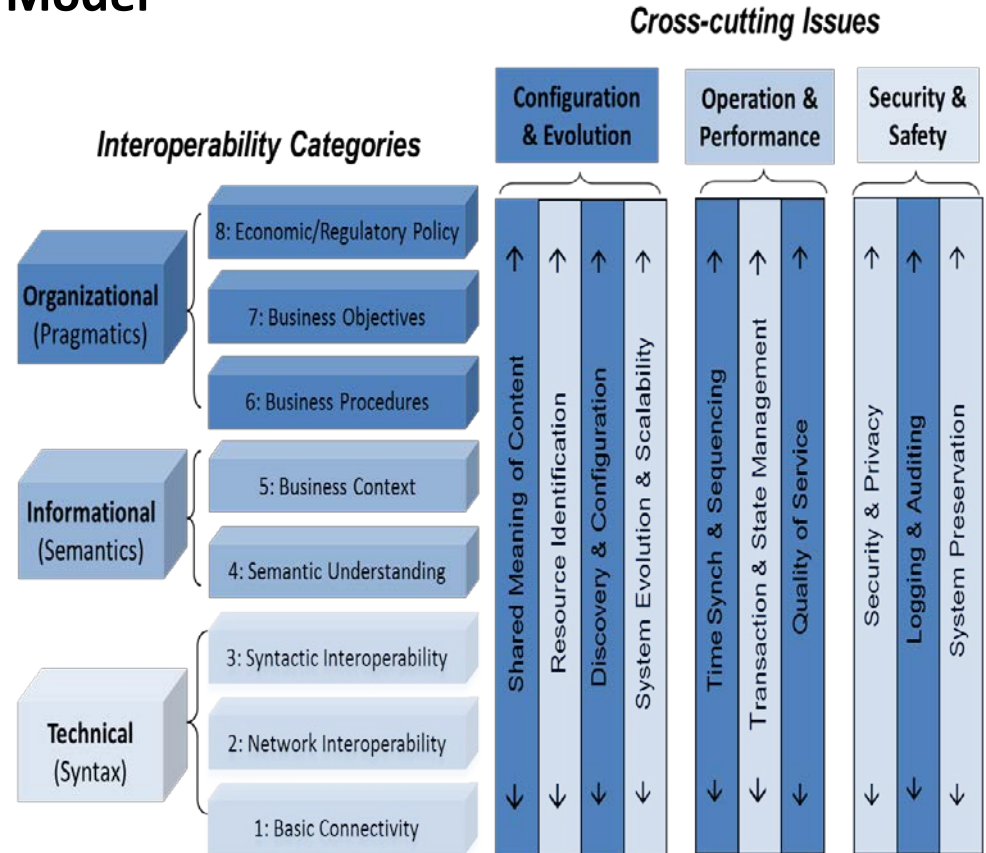 Model
Cross-cutting Issues
Configuration
& Evolution
Operation &
Performance
Security &
Safety
Interoperability Categories
Organizational
(Pragmatics)
8: Economic/Regulatory Policy
7: Business Objectives
6: Business Procedures
Informational
(Semantics)
5: Business Context
4: Semantic Understanding
Technical
(Syntax)
3: Syntactic Interoperability
2: Network Interoperability
1: Basic Connectivity
Shared Meaning of Content
Resource Identification
Discovery & Configuration
System Evolution & Scalability
Time Synch & Sequencing
Transaction & State Management
Quality of Service
Security & Privacy
Logging & Auditing
System Preservation